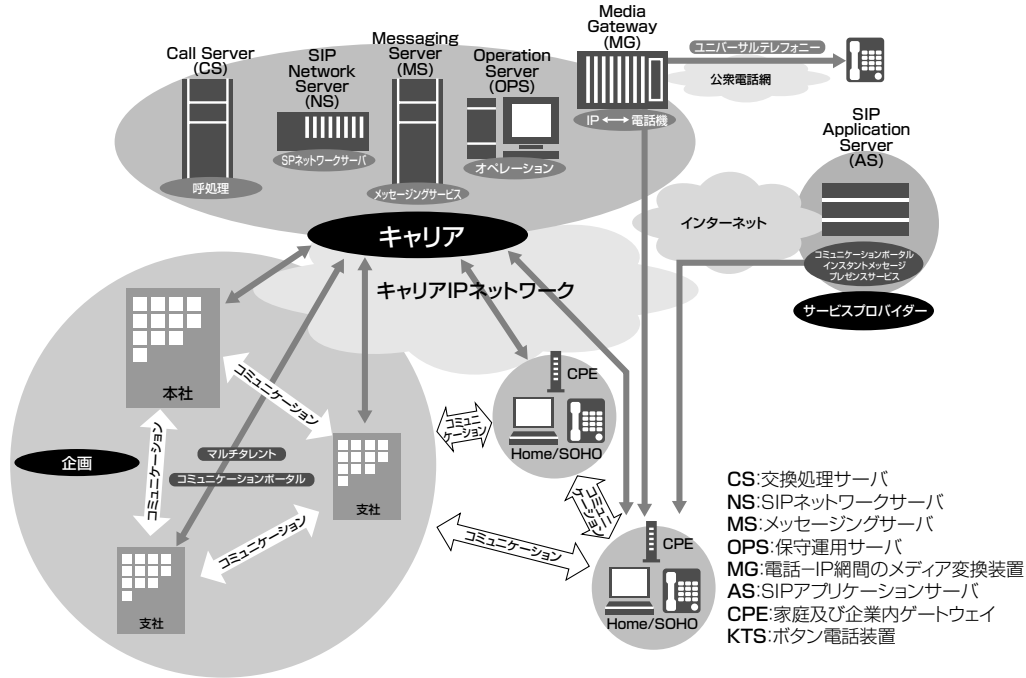 Call Server
(CS)
SIP
Network
Server
(NS)
Messaging
Server
(MS)
Operation
Server
(OPS)
Media
Gateway
(MG)
ユニバーサルテレフォニー
公衆電話網
IP ⟷ 電話機
SPネットワークサーバ
呼処理
メッセージングサービス
オペレーション
SIP
Application
Server
(AS)
インターネット
コミュニケーションポータル
インスタントメッセージ
プレゼンスサービス
サービスプロバイダー
キャリア
キャリアIPネットワーク
本社
コミュニケーション
コミュニケーション
企画
マルチタレント
コミュニケーションポータル
支社
コミュニケーション
支社
CPE
Home/SOHO
コミュニ
ケーション
コミュニ
ケーション
コミュニケーション
CPE
Home/SOHO
CS:交換処理サーバ
NS:SIPネットワークサーバ
MS:メッセージングサーバ
OPS:保守運用サーバ
MG:電話−IP網間のメディア変換装置
AS:SIPアプリケーションサーバ
CPE:家庭及び企業内ゲートウェイ
KTS:ボタン電話装置